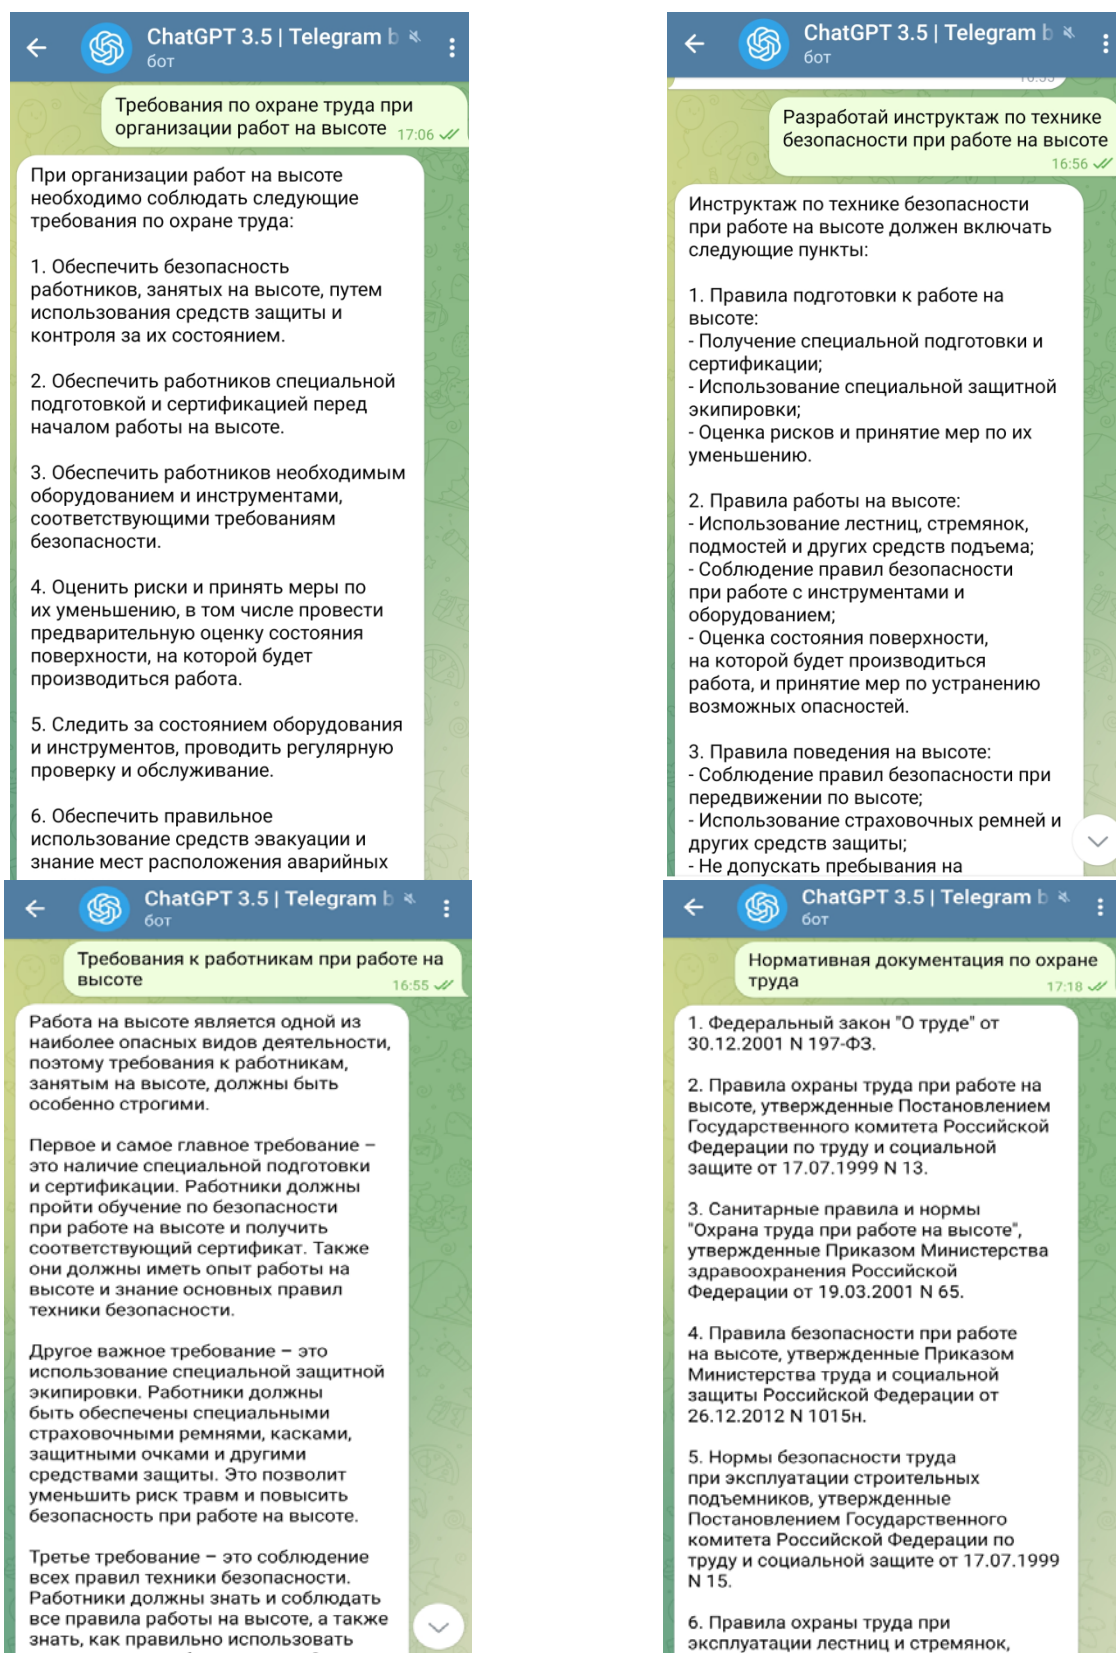 ChatGPT 3.5 | Telegram b
бот
Требования по охране труда при
организации работ на высоте 17:06
При организации работ на высоте
необходимо соблюдать следующие
требования по охране труда:
1. Обеспечить безопасность
работников, занятых на высоте, путем
использования средств защиты и
контроля за их состоянием.
2. Обеспечить работников специальной
подготовкой и сертификацией перед
началом работы на высоте.
3. Обеспечить работников необходимым
оборудованием и инструментами,
соответствующими требованиям
безопасности.
4. Оценить риски и принять меры по
их уменьшению, в том числе провести
предварительную оценку состояния
поверхности, на которой будет
производиться работа.
5. Следить за состоянием оборудования
и инструментов, проводить регулярную
проверку и обслуживание.
6. Обеспечить правильное
использование средств эвакуации и
знание мест расположения аварийных
ChatGPT 3.5 | Telegram b
бот
Разработай инструктаж по технике
безопасности при работе на высоте
16:56
Инструктаж по технике безопасности
при работе на высоте должен включать
следующие пункты:
1. Правила подготовки к работе на
высоте:
- Получение специальной подготовки и
сертификации;
- Использование специальной защитной
экипировки;
- Оценка рисков и принятие мер по их
уменьшению.
2. Правила работы на высоте:
- Использование лестниц, стремянок,
подмостей и других средств подъема;
- Соблюдение правил безопасности
при работе с инструментами и
оборудованием;
- Оценка состояния поверхности,
на которой будет производиться
работа, и принятие мер по устранению
возможных опасностей.
3. Правила поведения на высоте:
- Соблюдение правил безопасности при
передвижении по высоте;
- Использование страховочных ремней и
других средств защиты;
- Не допускать пребывания на
ChatGPT 3.5 | Telegram b
бот
Требования к работникам при работе на
высоте 16:55
Работа на высоте является одной из
наиболее опасных видов деятельности,
поэтому требования к работникам,
занятым на высоте, должны быть
особенно строгими.
Первое и самое главное требование –
это наличие специальной подготовки
и сертификации. Работники должны
пройти обучение по безопасности
при работе на высоте и получить
соответствующий сертификат. Также
они должны иметь опыт работы на
высоте и знание основных правил
техники безопасности.
Другое важное требование – это
использование специальной защитной
экипировки. Работники должны
быть обеспечены специальными
страховочными ремнями, касками,
защитными очками и другими
средствами защиты. Это позволит
уменьшить риск травм и повысить
безопасность при работе на высоте.
Третье требование – это соблюдение
всех правил техники безопасности.
Работники должны знать и соблюдать
все правила работы на высоте, а также
знать, как правильно использовать
ChatGPT 3.5 | Telegram b
бот
Нормативная документация по охране
труда 17:18
1. Федеральный закон "О труде" от
30.12.2001 N 197-ФЗ.
2. Правила охраны труда при работе на
высоте, утвержденные Постановлением
Государственного комитета Российской
Федерации по труду и социальной
защите от 17.07.1999 N 13.
3. Санитарные правила и нормы
"Охрана труда при работе на высоте",
утвержденные Приказом Министерства
здравоохранения Российской
Федерации от 19.03.2001 N 65.
4. Правила безопасности при работе
на высоте, утвержденные Приказом
Министерства труда и социальной
защиты Российской Федерации от
26.12.2012 N 1015н.
5. Нормы безопасности труда
при эксплуатации строительных
подъемников, утвержденные
Постановлением Государственного
комитета Российской Федерации по
труду и социальной защите от 17.07.1999
N 15.
6. Правила охраны труда при
эксплуатации лестниц и стремянок,